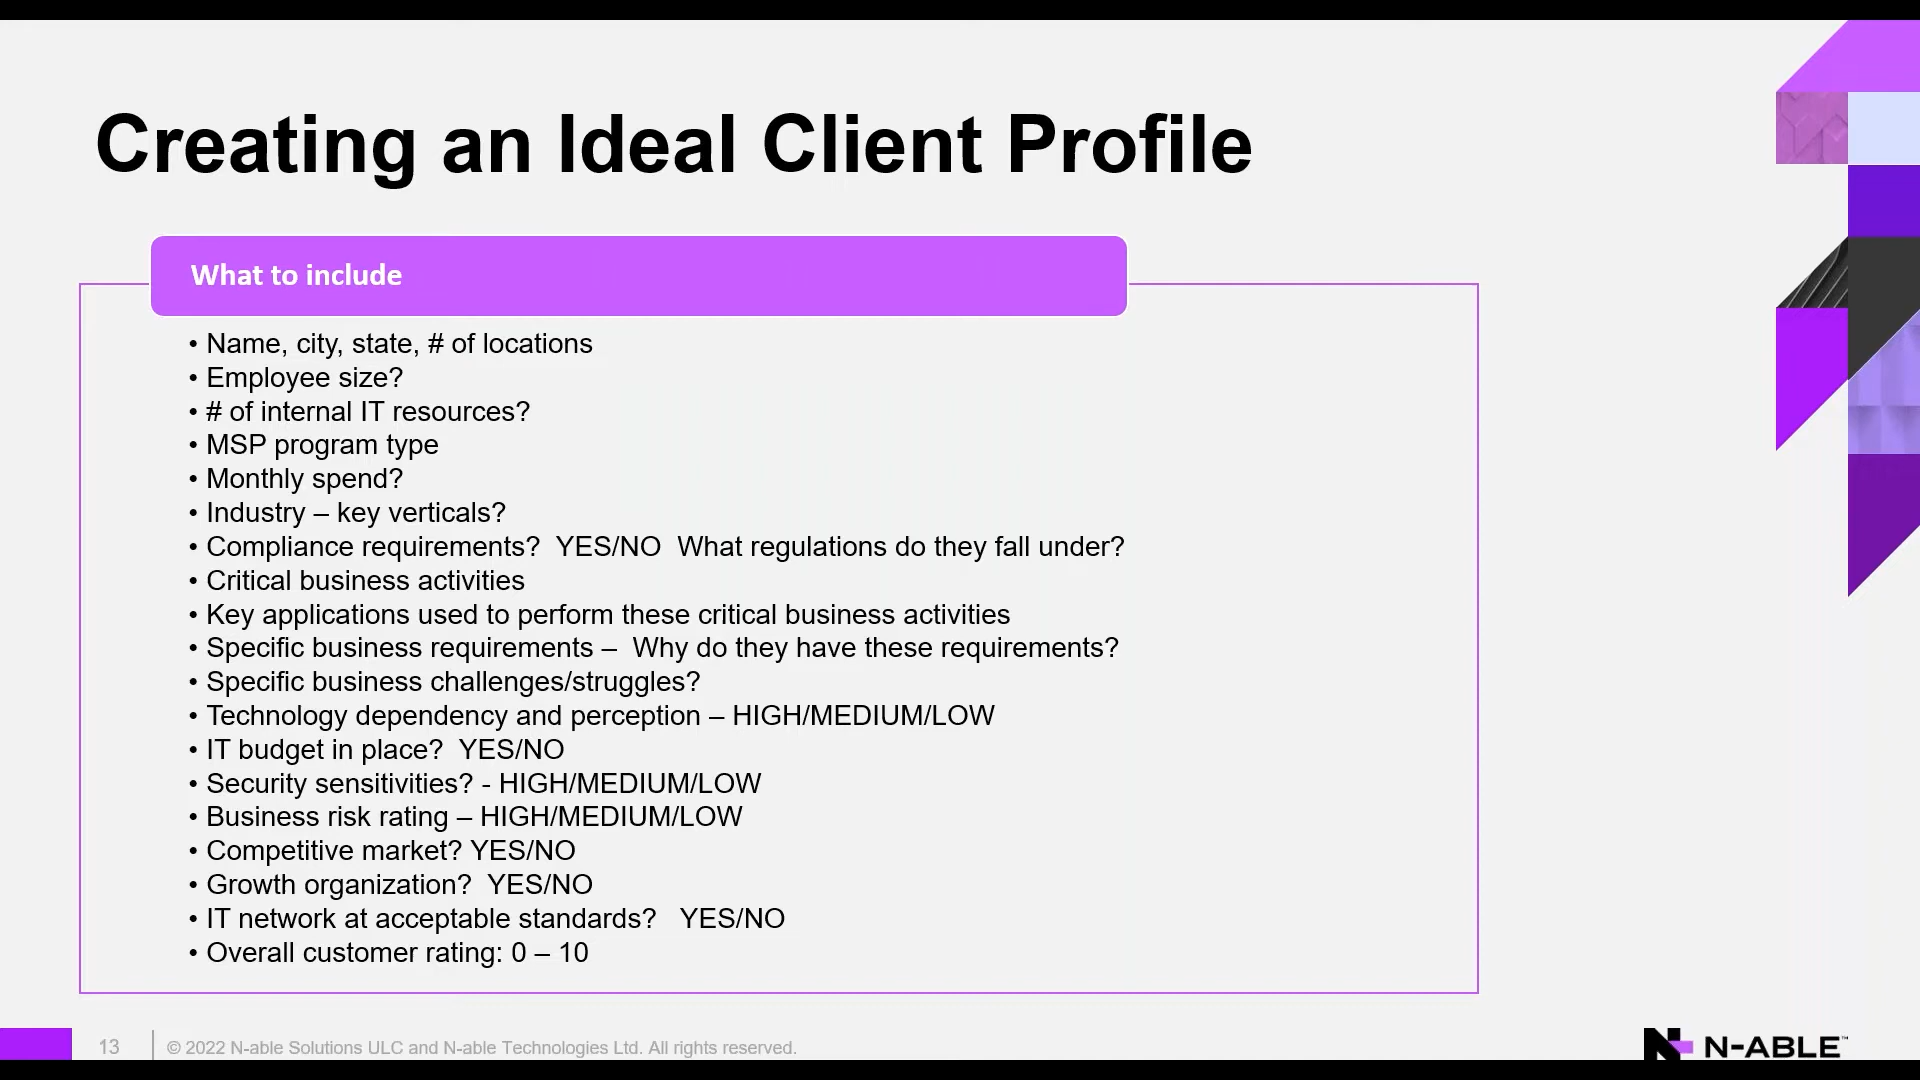 Creating an Ideal Client Profile
What to include
• Name, city, state, # of locations
• Employee size?
• # of internal IT resources?
• MSP program type
• Monthly spend?
• Industry – key verticals?
• Compliance requirements?  YES/NO  What regulations do they fall under?
• Critical business activities
• Key applications used to perform these critical business activities
• Specific business requirements –  Why do they have these requirements?
• Specific business challenges/struggles?
• Technology dependency and perception – HIGH/MEDIUM/LOW
• IT budget in place?  YES/NO
• Security sensitivities? - HIGH/MEDIUM/LOW
• Business risk rating – HIGH/MEDIUM/LOW
• Competitive market? YES/NO
• Growth organization?  YES/NO
• IT network at acceptable standards?   YES/NO
• Overall customer rating: 0 – 10
13
© 2022 N-able Solutions ULC and N-able Technologies Ltd. All rights reserved.
N-ABLE™